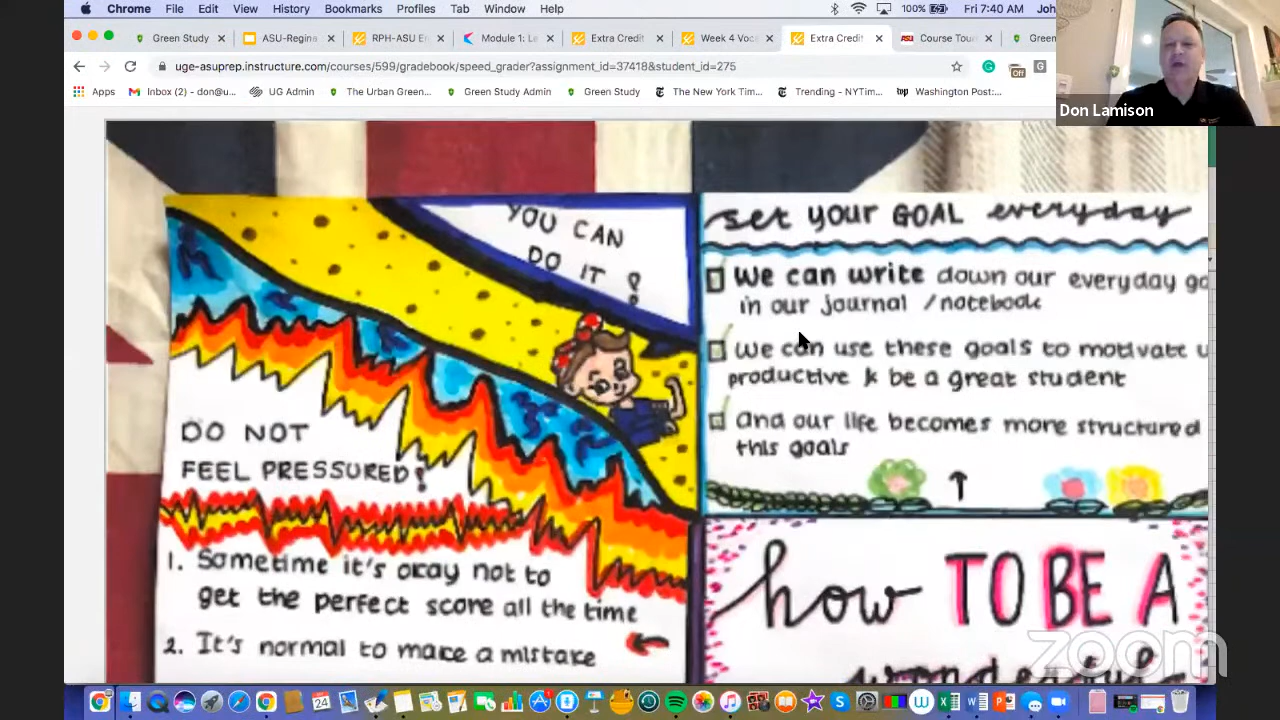 Chrome File Edit View History Bookmarks Profiles Tab Window Help 100% Fri 7:40 AM Joh
Green Study ASU-Regina RPH-ASU E Module 1: Le Extra Credit Week 4 Voc Extra Credit Course Tou Green
uge-asuprep.instructure.com/courses/599/gradebook/speed_grader?assignment_id=37418&student_id=275
Off
G
Apps Inbox (2) - don@u... UG Admin The Urban Green... Green Study Admin Green Study The New York Tim... Trending - NYTim... Washington Post:...
Don Lamison
YOU CAN
DO IT !
DO NOT
FEEL PRESSURED!
1. Sometime it's okay not to
get the perfect score all the time
2. It's normal to make a mistake
set your GOAL everyday
We can write down our everyday go
in our journal / notebook
We can use these goals to motivate u
productive & be a great student
And our life becomes more structured
this goals
how TO BE A
wonderful
zoom
24